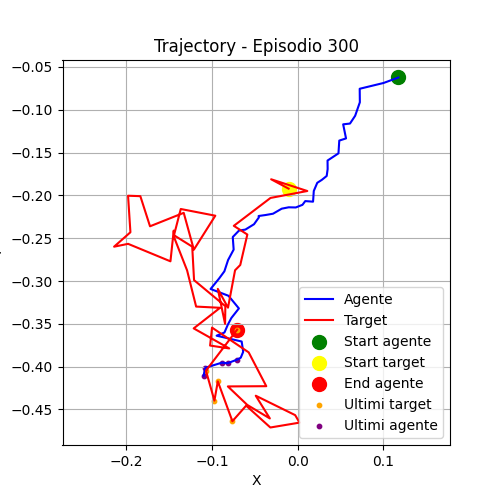 Trajectory - Episodio 300
−0.05
−0.10
−0.15
−0.20
−0.25
−0.30
−0.35
−0.40
−0.45
−0.2
−0.1
0.0
0.1
X
Agente
Target
Start agente
Start target
End agente
Ultimi target
Ultimi agente